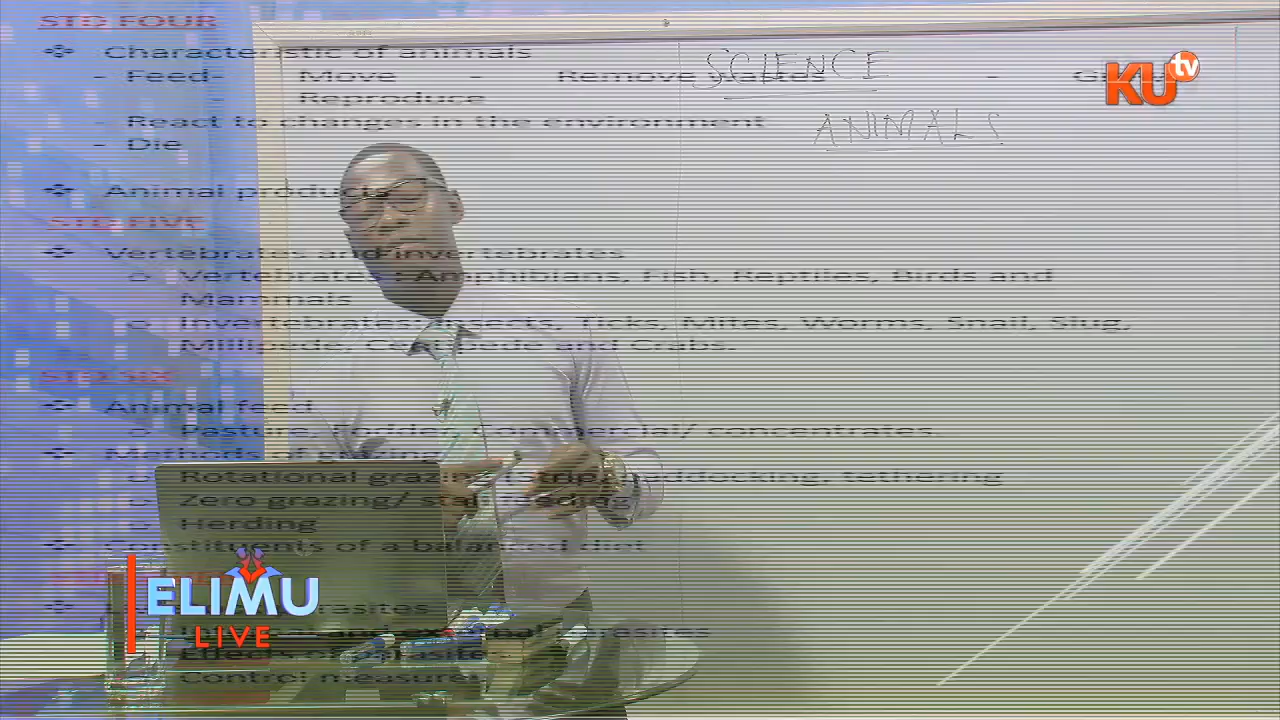 STD FOUR
Characteristic of animals
- Feed- Move - Remove wastes - 
- Reproduce
- React to changes in the environment
- Die
Animal products
STD FIVE
Vertebrates and invertebrates
o Vertebrates : Amphibians, Fish, Reptiles, Birds and
Mammals
o Invertebrates: Insects, Ticks, Mites, Worms, Snail, Slug,
Millipede, Centipede and Crabs.
STD SIX
Animal feed
o Pasture, Fodder, Commercial/ concentrates.
Methods of grazing
o Rotational grazing (Strip, paddocking, tethering
o Zero grazing/
o Herding
Constituents of a balanced diet
parasites
Internal and external parasites
Effects of parasites
Control measures
SCIENCE
ANIMALS
KU tv
ELIMU
LIVE